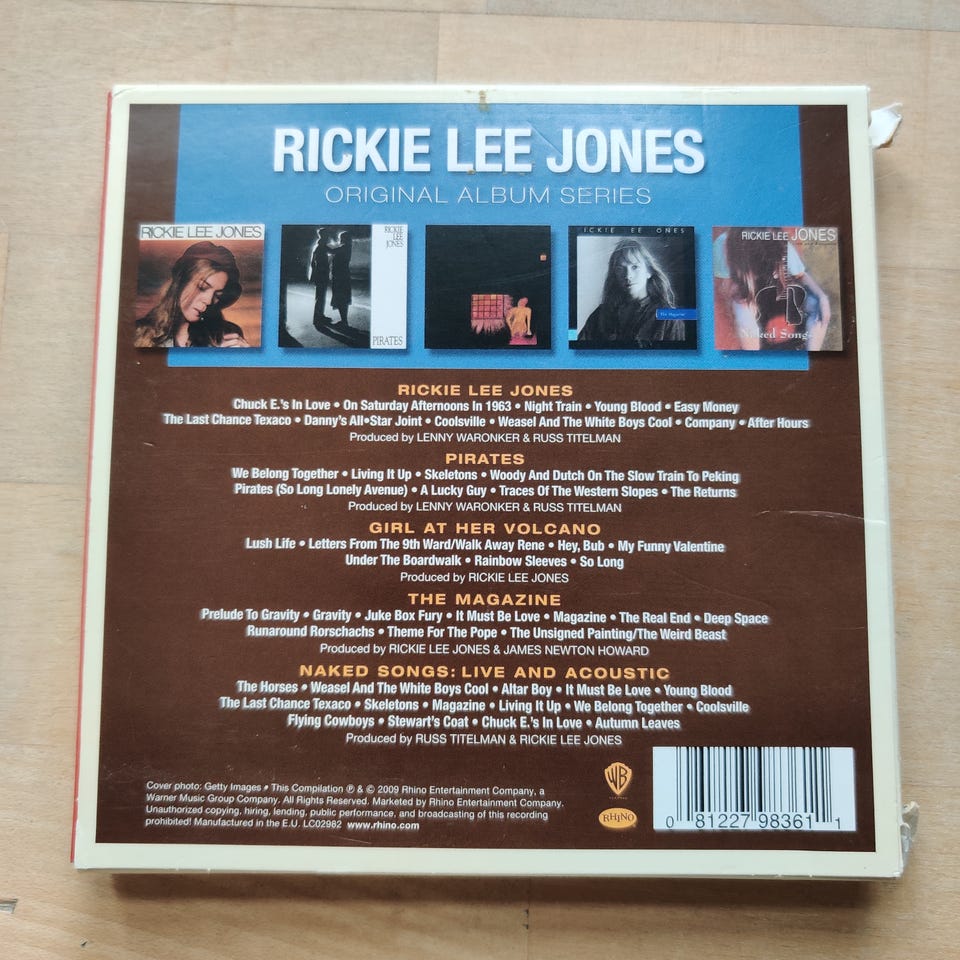 RICKIE LEE JONES
ORIGINAL ALBUM SERIES
RICKIE LEE JONES
RICKIE
LEE
JONES
PIRATES
ICKIE EE ONES
The Magazine
RICKIE LEE JONES
Naked Songs
RICKIE LEE JONES
Chuck E.'s In Love • On Saturday Afternoons In 1963 • Night Train • Young Blood • Easy Money
The Last Chance Texaco • Danny's All•Star Joint • Coolsville • Weasel And The White Boys Cool • Company • After Hours
Produced by LENNY WARONKER & RUSS TITELMAN
PIRATES
We Belong Together • Living It Up • Skeletons • Woody And Dutch On The Slow Train To Peking
Pirates (So Long Lonely Avenue) • A Lucky Guy • Traces Of The Western Slopes • The Returns
Produced by LENNY WARONKER & RUSS TITELMAN
GIRL AT HER VOLCANO
Lush Life • Letters From The 9th Ward/Walk Away Rene • Hey, Bub • My Funny Valentine
Under The Boardwalk • Rainbow Sleeves • So Long
Produced by RICKIE LEE JONES
THE MAGAZINE
Prelude To Gravity • Gravity • Juke Box Fury • It Must Be Love • Magazine • The Real End • Deep Space
Runaround Rorschachs • Theme For The Pope • The Unsigned Painting/The Weird Beast
Produced by RICKIE LEE JONES & JAMES NEWTON HOWARD
NAKED SONGS: LIVE AND ACOUSTIC
The Horses • Weasel And The White Boys Cool • Altar Boy • It Must Be Love • Young Blood
The Last Chance Texaco • Skeletons • Magazine • Living It Up • We Belong Together • Coolsville
Flying Cowboys • Stewart's Coat • Chuck E.'s In Love • Autumn Leaves
Produced by RUSS TITELMAN & RICKIE LEE JONES
Cover photo: Getty Images • This Compilation ℗ & © 2009 Rhino Entertainment Company, a
Warner Music Group Company. All Rights Reserved. Marketed by Rhino Entertainment Company.
Unauthorized copying, hiring, lending, public performance, and broadcasting of this recording
prohibited! Manufactured in the E.U. LC02982 www.rhino.com
WB
RHINO
0 81227 98361 1